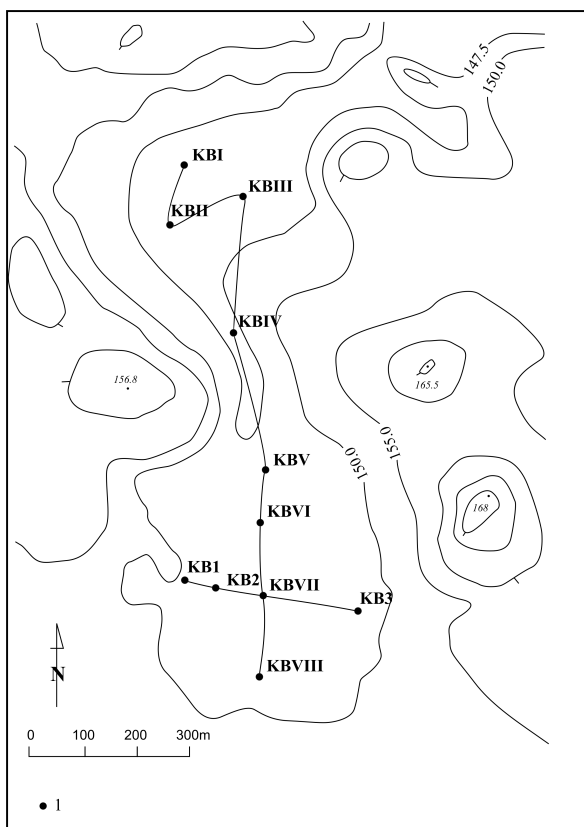 147.5
150.0
KBI
KBIII
KBII
KBIV
156.8
165.5
KBV
150.0
155.0
168
KBVI
KB1
KB2
KBVII
KB3
KBVIII
N
0 100 200 300m
1